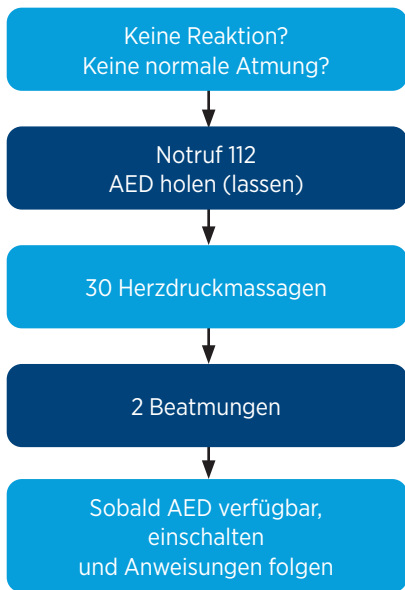 Keine Reaktion?
Keine normale Atmung?
Notruf 112
AED holen (lassen)
30 Herzdruckmassagen
2 Beatmungen
Sobald AED verfügbar,
einschalten
und Anweisungen folgen